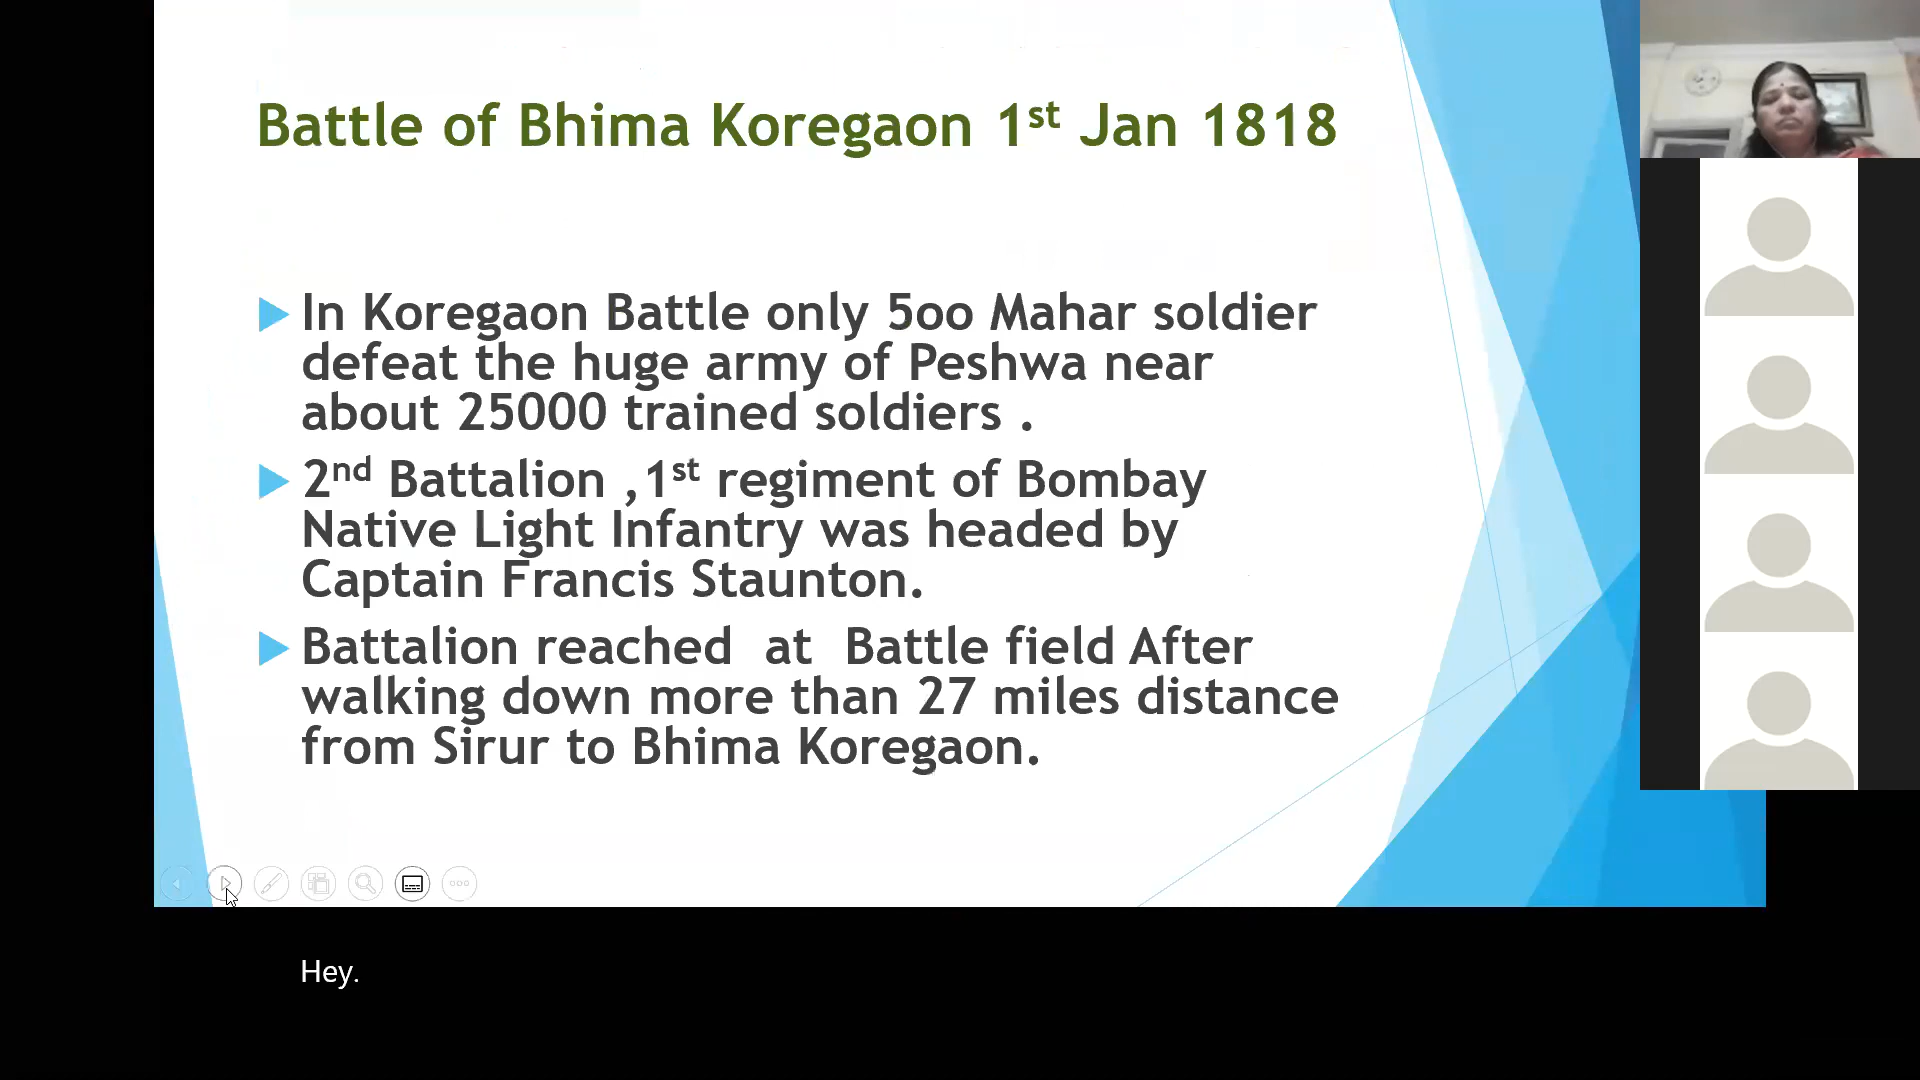 Battle of Bhima Koregaon 1st Jan 1818
In Koregaon Battle only 5oo Mahar soldier
defeat the huge army of Peshwa near
about 25000 trained soldiers .
2nd Battalion ,1st regiment of Bombay
Native Light Infantry was headed by
Captain Francis Staunton.
Battalion reached  at  Battle field After
walking down more than 27 miles distance
from Sirur to Bhima Koregaon.
Hey.